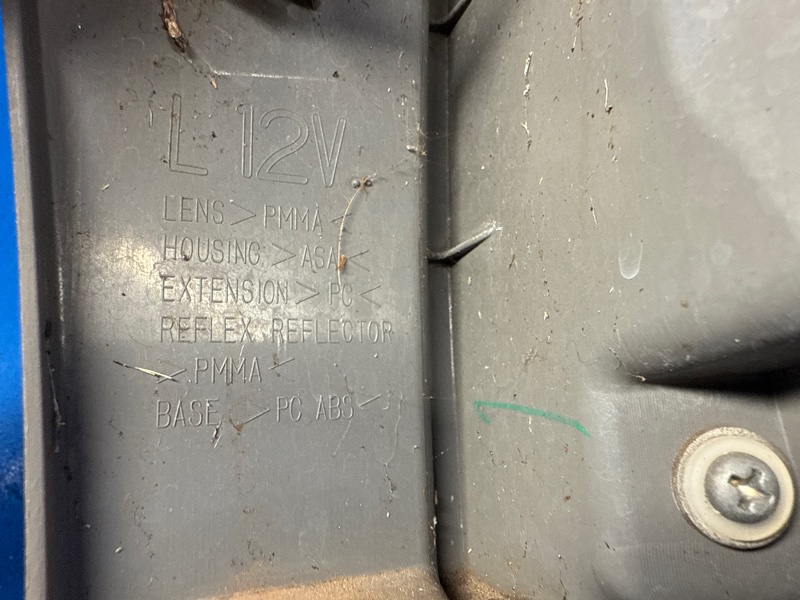 L 12V
LENS >PMMA<
HOUSING >ASA<
EXTENSION >PC<
REFLEX REFLECTOR
>PMMA<
BASE >PC ABS<